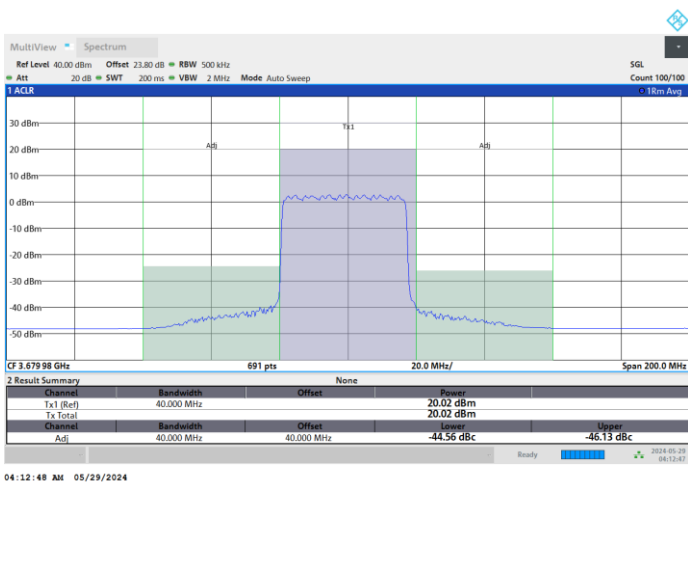 MultiView Spectrum
Ref Level 40.00 dBm Offset 23.80 dB RBW 500 kHz SGL
Att 20 dB SWT 200 ms VBW 2 MHz Mode Auto Sweep Count 100/100
1 ACLR 1Rm Avg
30 dBm
Tx1
20 dBm Adj Adj
10 dBm
0 dBm
-10 dBm
-20 dBm
-30 dBm
-40 dBm
-50 dBm
CF 3.679 98 GHz 691 pts 20.0 MHz/ Span 200.0 MHz
2 Result Summary None
Channel Bandwidth Offset Power
Tx1 (Ref) 40.000 MHz 20.02 dBm
Tx Total 20.02 dBm
Channel Bandwidth Offset Lower Upper
Adj 40.000 MHz 40.000 MHz -44.56 dBc -46.13 dBc
Ready 2024-05-29
04:12:47
04:12:48 AM 05/29/2024